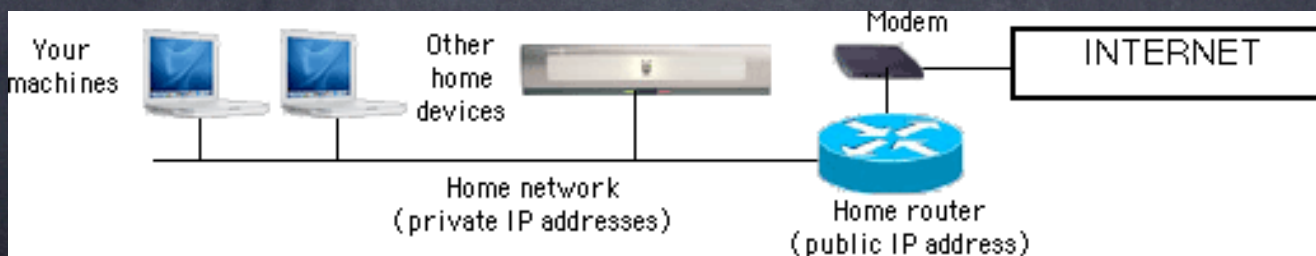 Your
machines
Other
home
devices
Modem
INTERNET
Home network
(private IP addresses)
Home router
(public IP address)